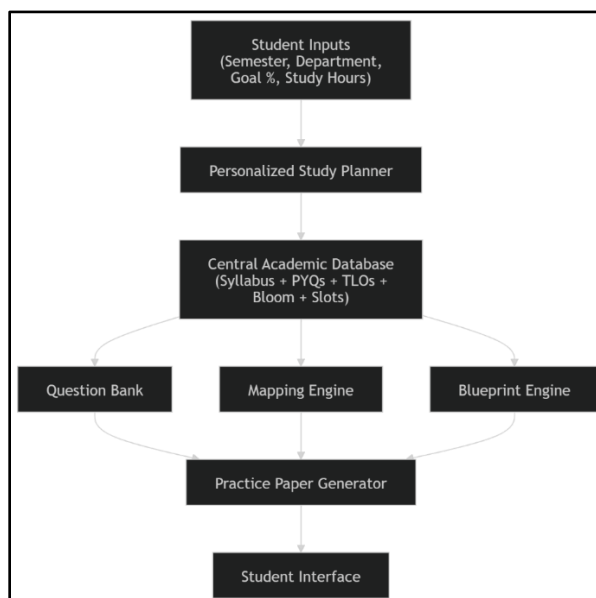 Student Inputs
(Semester, Department,
Goal %, Study Hours)
Personalized Study Planner
Central Academic Database
(Syllabus + PYQs + TLOs +
Bloom + Slots)
Question Bank
Mapping Engine
Blueprint Engine
Practice Paper Generator
Student Interface